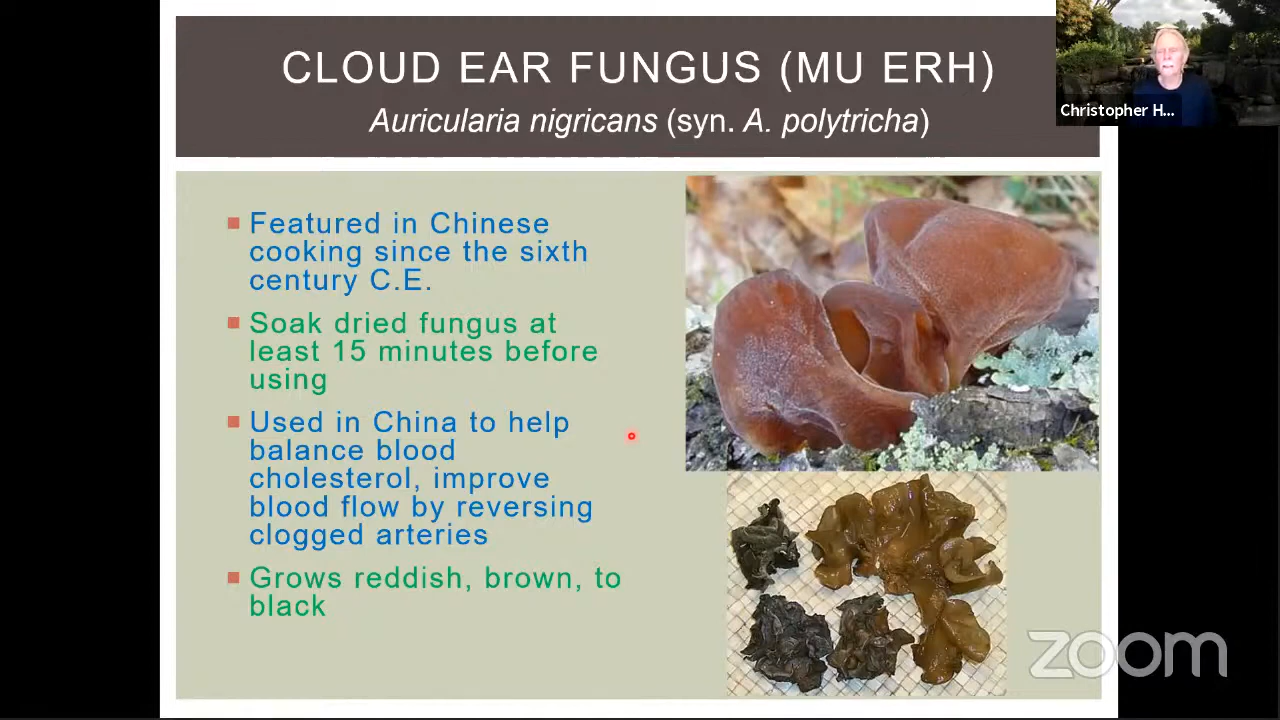 CLOUD EAR FUNGUS (MU ERH)
Auricularia nigricans (syn. A. polytricha)
Christopher H...
Featured in Chinese
cooking since the sixth
century C.E.
Soak dried fungus at
least 15 minutes before
using
Used in China to help
balance blood
cholesterol, improve
blood flow by reversing
clogged arteries
Grows reddish, brown, to
black
zoom